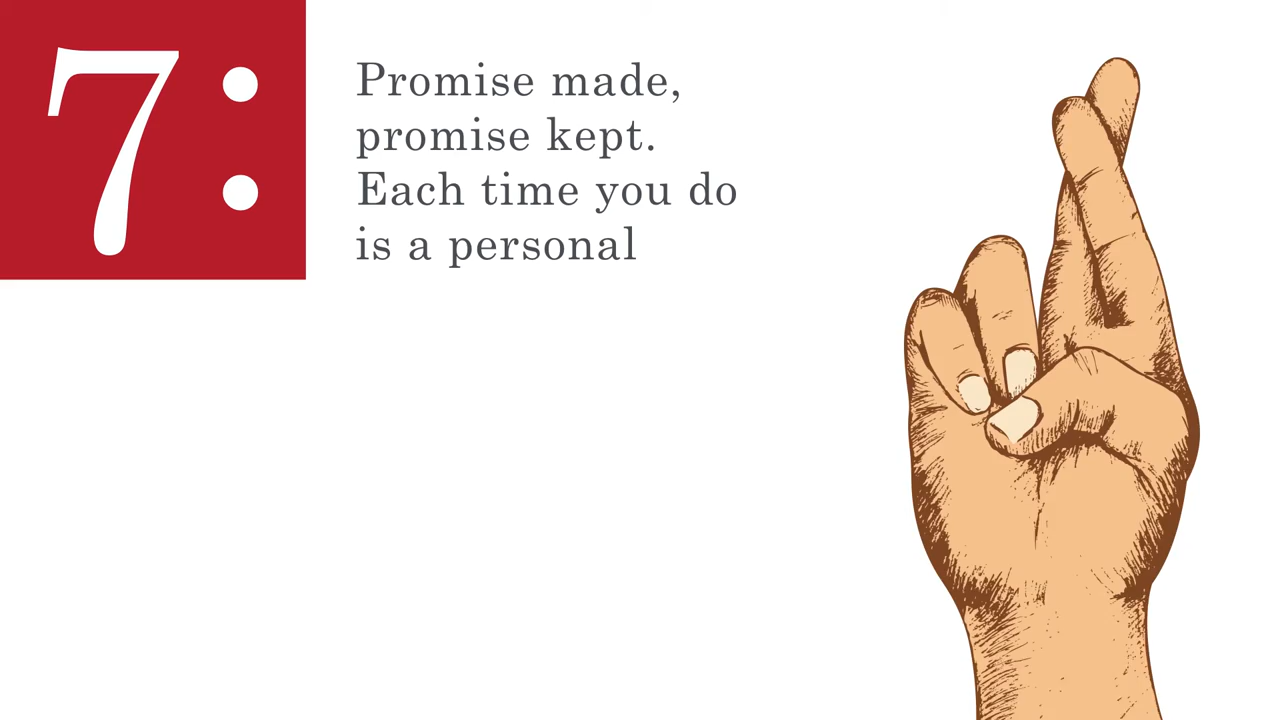 7:
Promise made,
promise kept.
Each time you do
is a personal